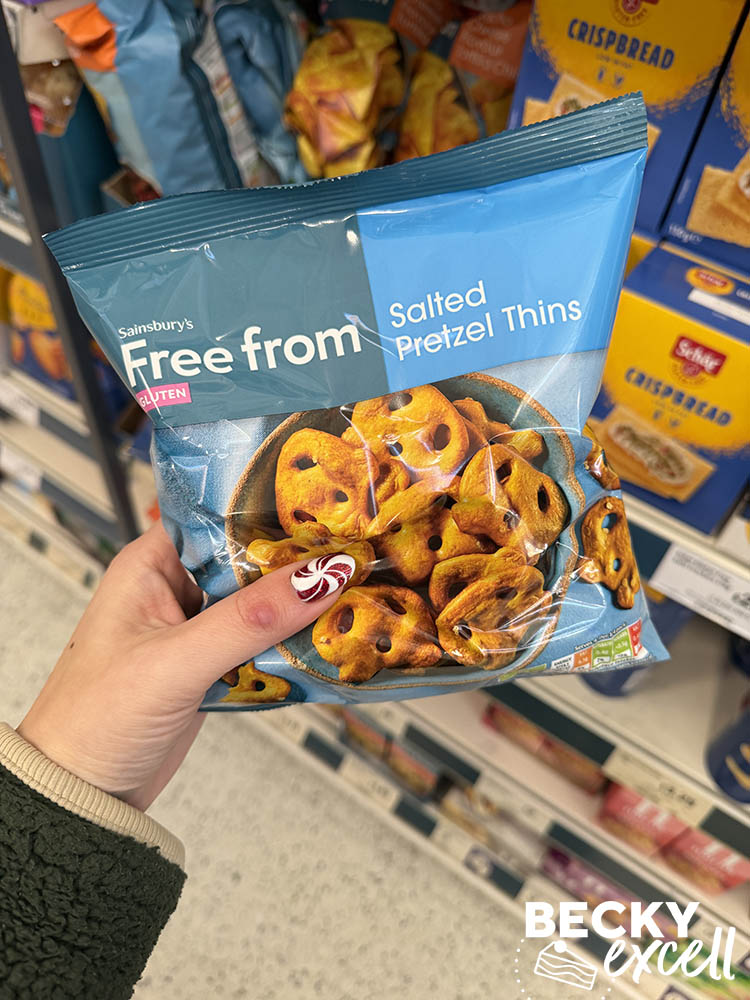 CRISPBREAD
Sainsbury's
Free from
GLUTEN
Salted
Pretzel Thins
Schär
CRISPBREAD
BECKY
excell